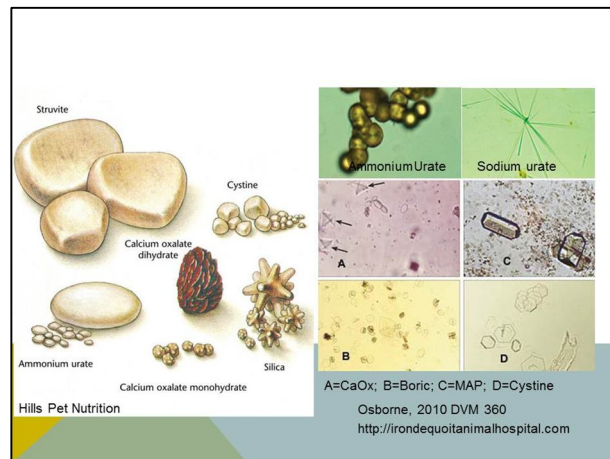 Struvite
Cystine
Calcium oxalate
dihydrate
Ammonium urate
Silica
Calcium oxalate monohydrate
Hills Pet Nutrition
Ammonium Urate
Sodium urate
A
C
B
D
A=CaOx; B=Boric; C=MAP; D=Cystine
Osborne, 2010 DVM 360
http://irondequoitanimalhospital.com